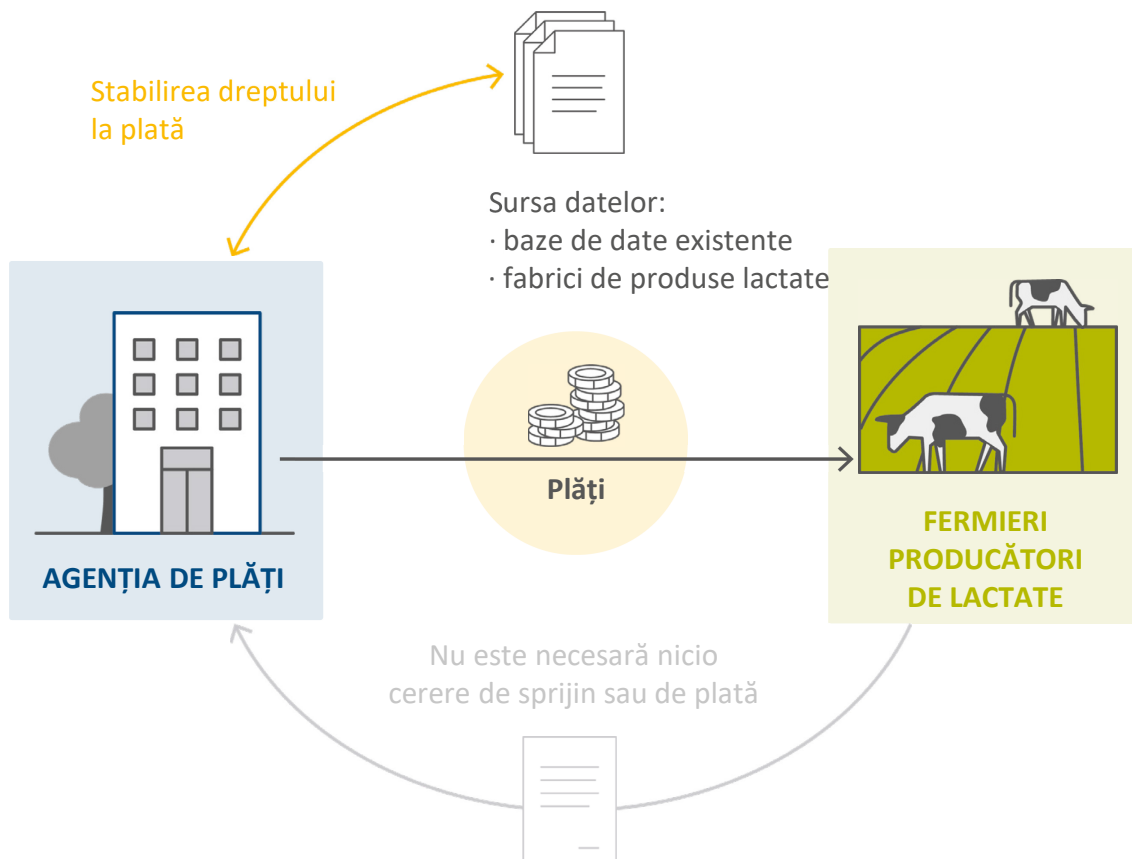 Stabilirea dreptului
la plată
Sursa datelor:
· baze de date existente
· fabrici de produse lactate
Plăți
AGENȚIA DE PLĂȚI
FERMIERI
PRODUCĂTORI
DE LACTATE
Nu este necesară nicio
cerere de sprijin sau de plată